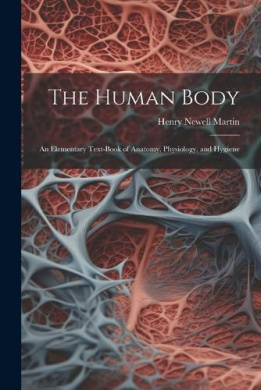 The Human Body
Henry Newell Martin
An Elementary Text-Book of Anatomy, Physiology, and Hygiene